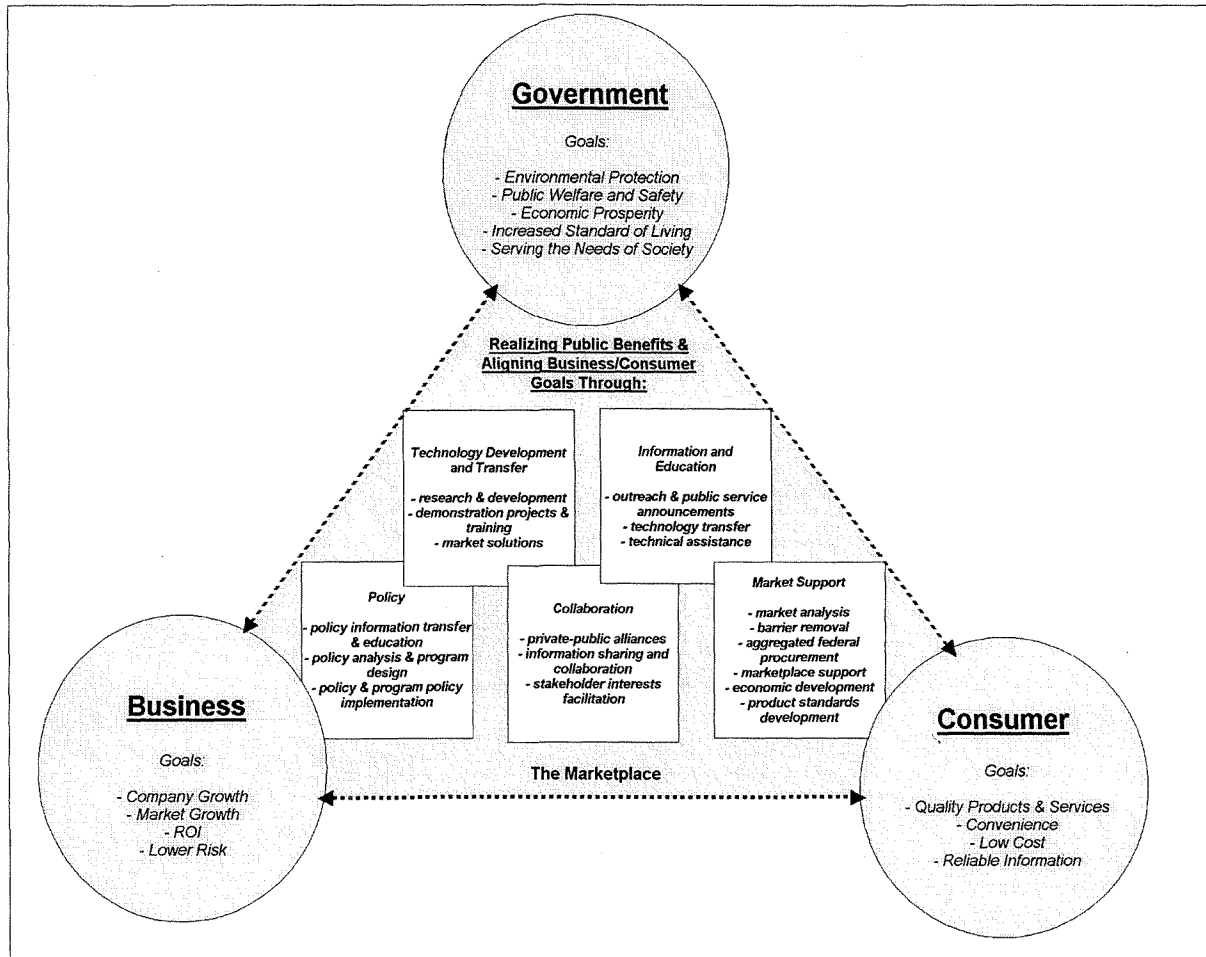 Government
Goals:
- Environmental Protection
- Public Welfare and Safety
- Economic Prosperity
- Increased Standard of Living
- Serving the Needs of Society
Realizing Public Benefits &
Aligning Business/Consumer
Goals Through:
Technology Development
and Transfer
- research & development
- demonstration projects &
training
- market solutions
Information and
Education
- outreach & public service
announcements
- technology transfer
- technical assistance
Policy
- policy information transfer
& education
- policy analysis & program
design
- policy & program policy
implementation
Collaboration
- private-public alliances
- information sharing and
collaboration
- stakeholder interests
facilitation
Market Support
- market analysis
- barrier removal
- aggregated federal
procurement
- marketplace support
- economic development
- product standards
development
Business
Goals:
- Company Growth
- Market Growth
- ROI
- Lower Risk
The Marketplace
Consumer
Goals:
- Quality Products & Services
- Convenience
- Low Cost
- Reliable Information